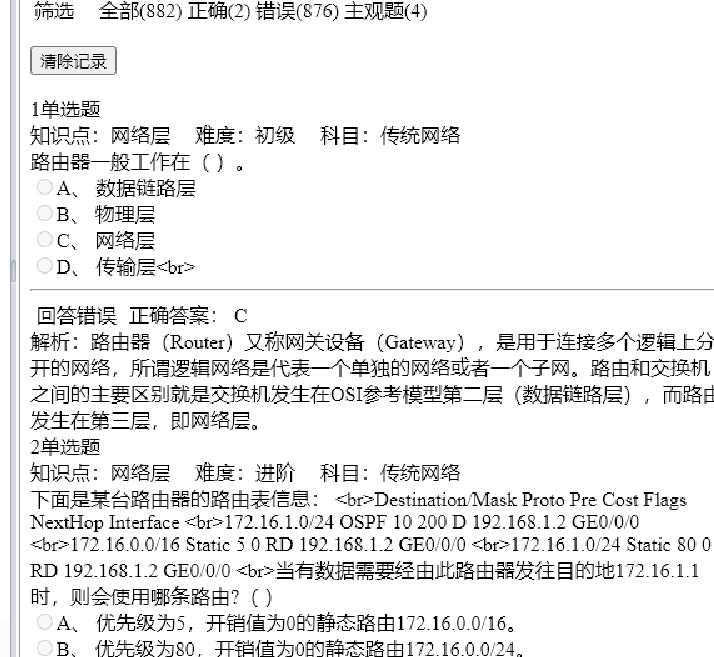 筛选 全部(882) 正确(2) 错误(876) 主观题(4)
清除记录
1单选题
知识点：网络层 难度：初级 科目：传统网络
路由器一般工作在（ ）。
A、 数据链路层
B、 物理层
C、 网络层
D、 传输层<br>
回答错误 正确答案： C
解析：路由器（Router）又称网关设备（Gateway），是用于连接多个逻辑上分
开的网络，所谓逻辑网络是代表一个单独的网络或者一个子网。路由和交换机
之间的主要区别就是交换机发生在OSI参考模型第二层（数据链路层），而路由
发生在第三层，即网络层。
2单选题
知识点：网络层 难度：进阶 科目：传统网络
下面是某台路由器的路由表信息： <br>Destination/Mask Proto Pre Cost Flags
NextHop Interface <br>172.16.1.0/24 OSPF 10 200 D 192.168.1.2 GE0/0/0
<br>172.16.0.0/16 Static 5 0 RD 192.168.1.2 GE0/0/0 <br>172.16.1.0/24 Static 80 0
RD 192.168.1.2 GE0/0/0 <br>当有数据需要经由此路由器发往目的地172.16.1.1
时，则会使用哪条路由？( )
A、 优先级为5，开销值为0的静态路由172.16.0.0/16。
B、 优先级为80，开销值为0的静态路由172.16.0.0/24。